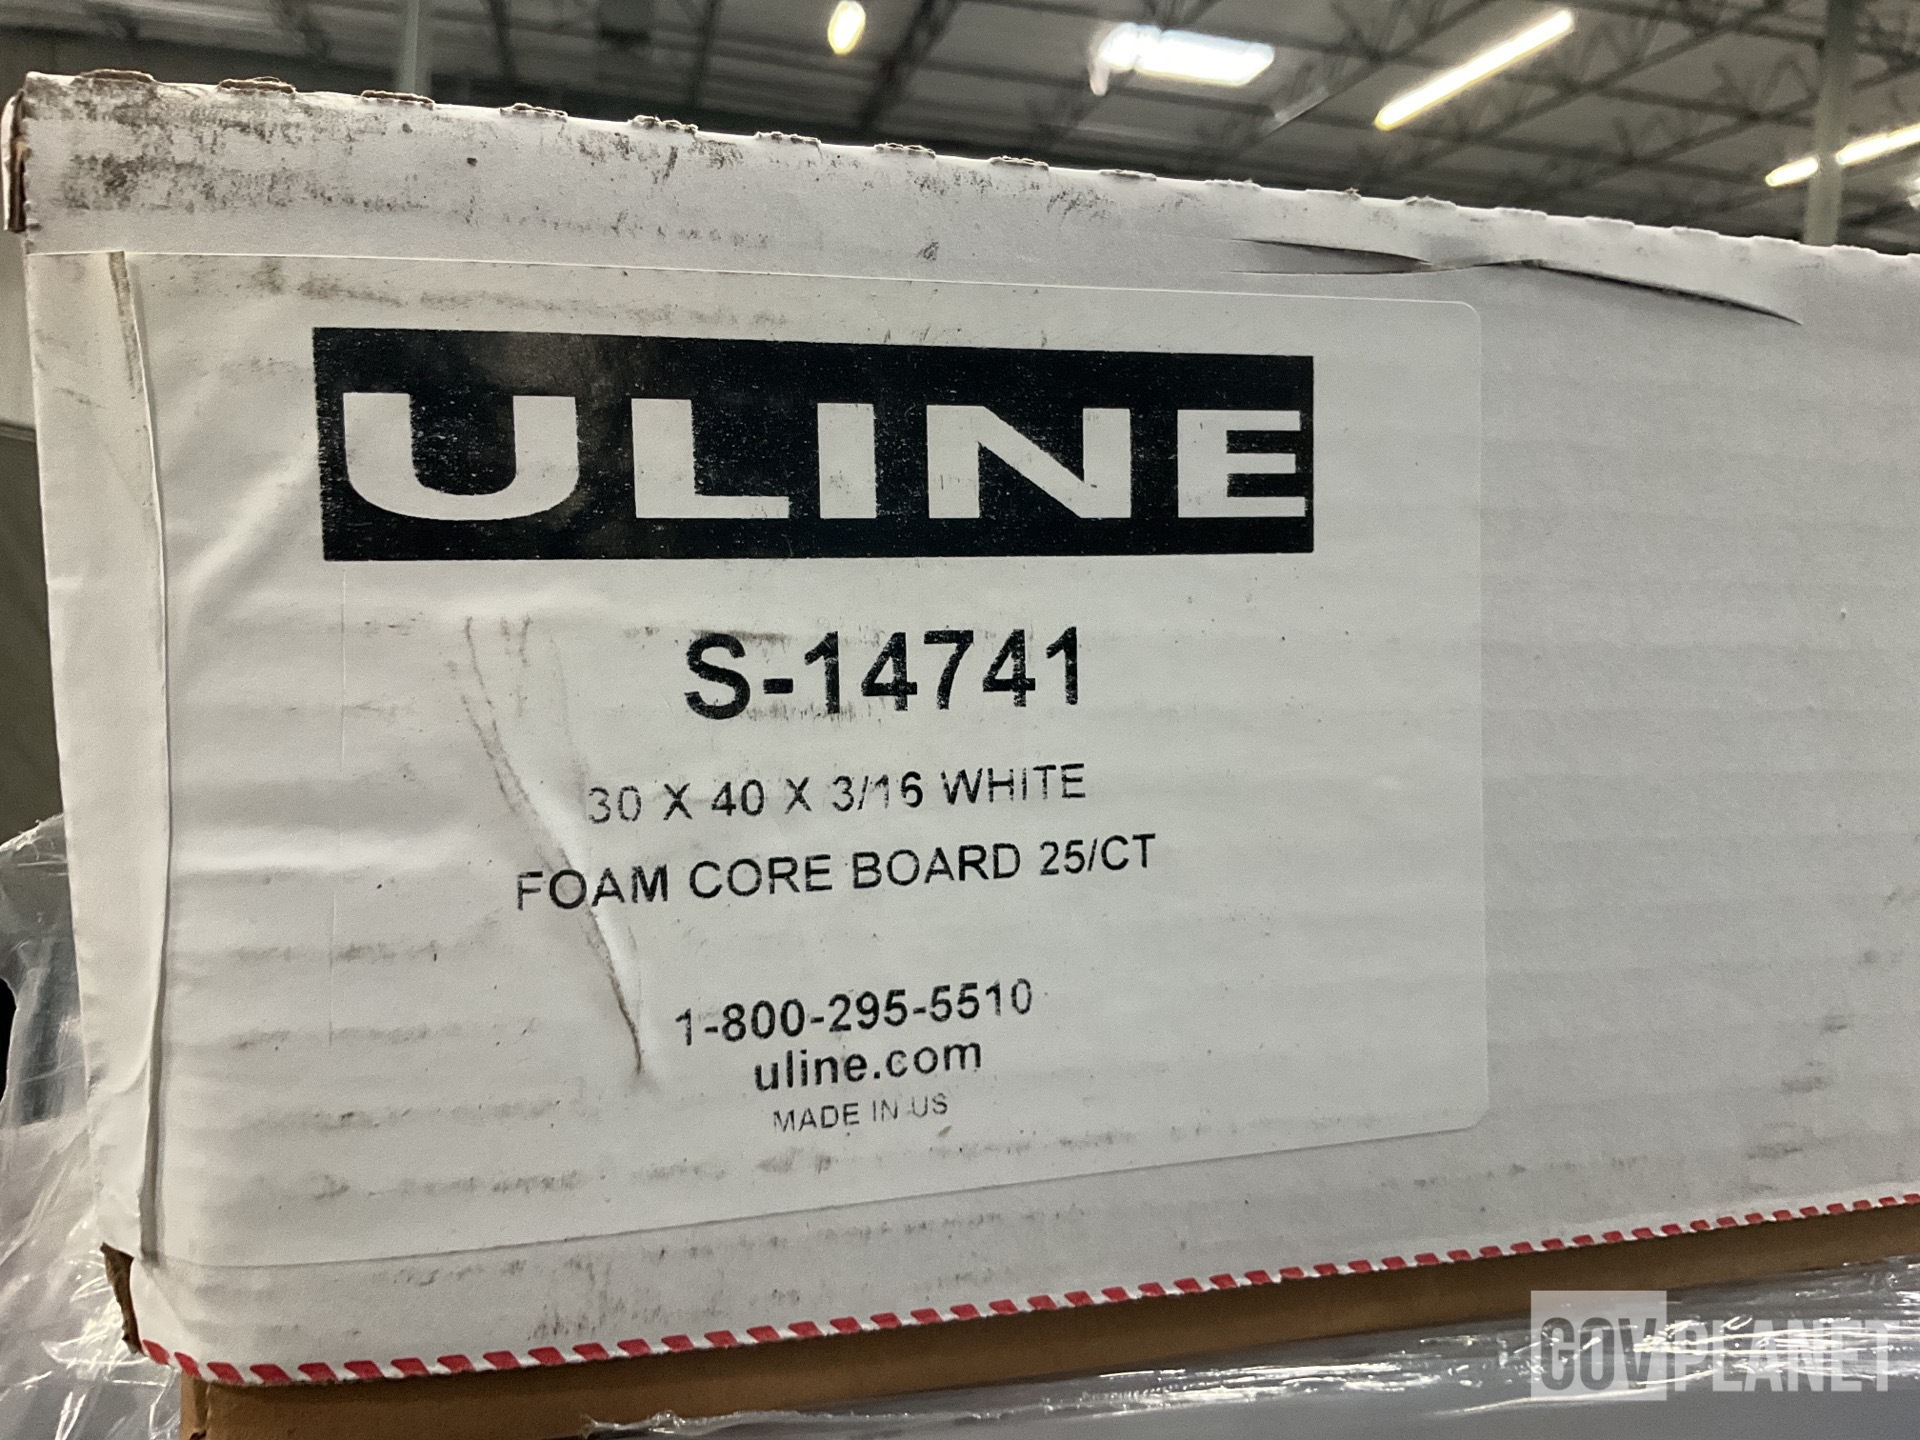 ULINE
S-14741
30 X 40 X 3/16 WHITE
FOAM CORE BOARD 25/CT
1-800-295-5510
uline.com
MADE IN US
GOVPLANET